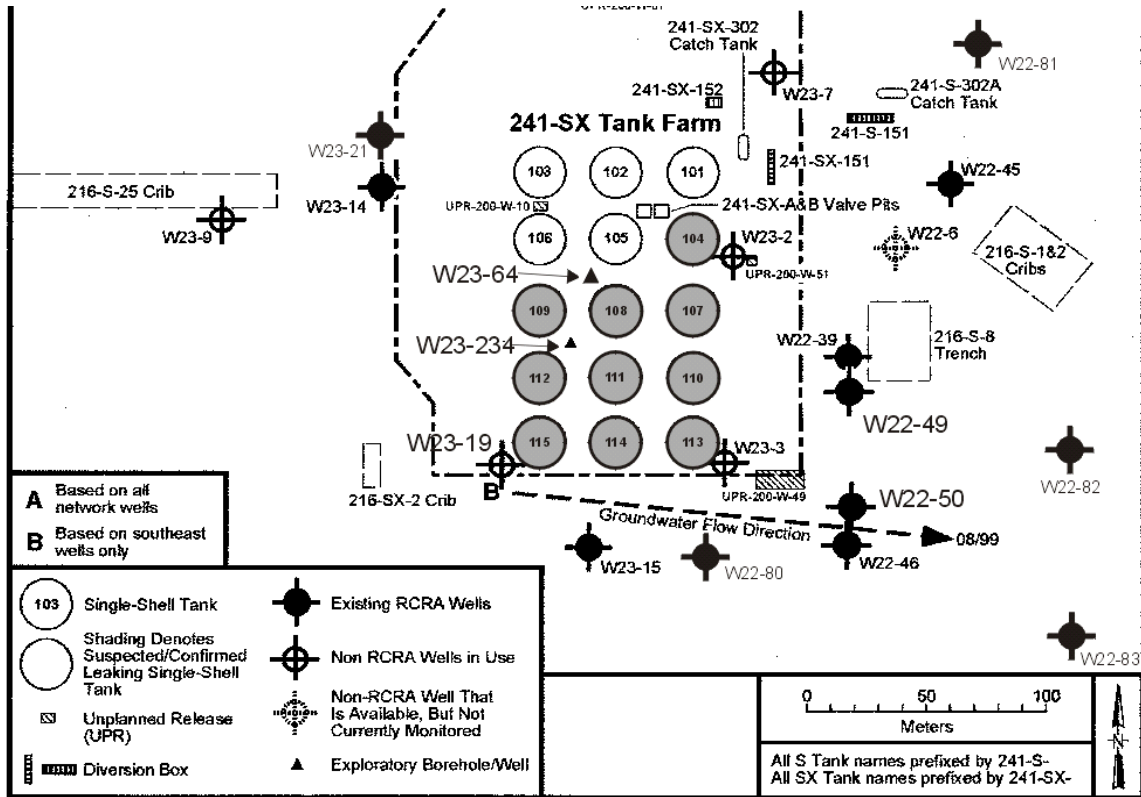 241-SX-302
Catch Tank
W22-81
W23-7
241-S-302A
Catch Tank
241-SX-152
241-SX Tank Farm
241-S-151
W23-21
103
102
101
241-SX-151
W22-45
216-S-25 Crib
W23-14
UPR-200-W-10
241-SX-A&B Valve Pits
W23-9
106
105
104
W23-2
W22-6
216-S-1&2
Cribs
UPR-200-W-51
W23-64
109
108
107
W22-39
216-S-8
Trench
W23-234
112
111
110
W22-49
W23-19
115
114
113
W23-3
W22-82
216-SX-2 Crib
B
UPR-200-W-49
W22-50
Groundwater Flow Direction
08/99
W23-15
W22-80
W22-46
W22-83
A Based on all
network wells
B Based on southeast
wells only
103 Single-Shell Tank
Shading Denotes
Suspected/Confirmed
Leaking Single-Shell
Tank
Unplanned Release
(UPR)
Diversion Box
Existing RCRA Wells
Non RCRA Wells in Use
Non-RCRA Well That
Is Available, But Not
Currently Monitored
Exploratory Borehole/Well
0 50 100
Meters
All S Tank names prefixed by 241-S-
All SX Tank names prefixed by 241-SX-
N